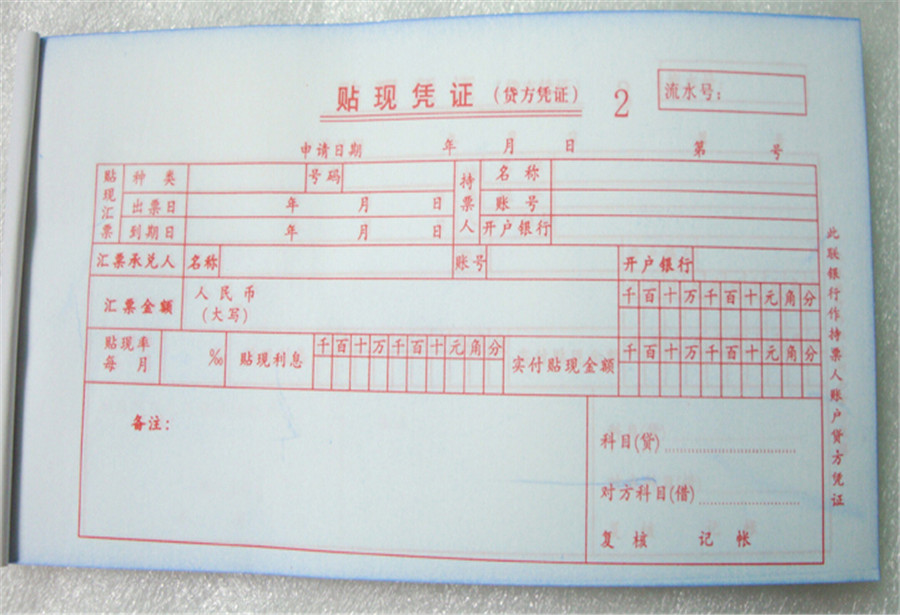 贴现凭证(贷方凭证) 2 流水号:
申请日期 年 月 日 第 号
贴现汇票 种类 号码 持票人 名称
出票日 年 月 日 账号
到期日 年 月 日 开户银行
汇票承兑人 名称 账号 开户银行
汇票金额 人民币 千百十万千百十元角分
(大写)
贴现率 千百十万千百十元角分 千百十万千百十元角分
每月 ‰ 贴现利息 实付贴现金额
备注:
科目(贷)
对方科目(借)
复核 记帐
此联银行作持票人账户贷方凭证